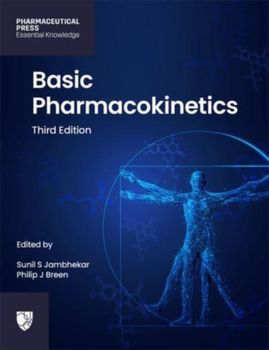 PHARMACEUTICAL
PRESS
Essential Knowledge
Basic
Pharmacokinetics
Third Edition
Edited by
Sunil S Jambhekar
Philip J Breen